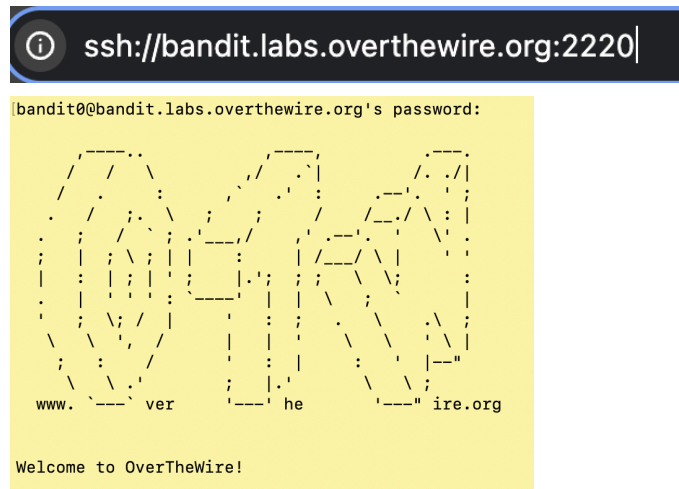 ssh://bandit.labs.overthewire.org:2220
bandit0@bandit.labs.overthewire.org's password:
www. ver he ire.org
Welcome to OverTheWire!